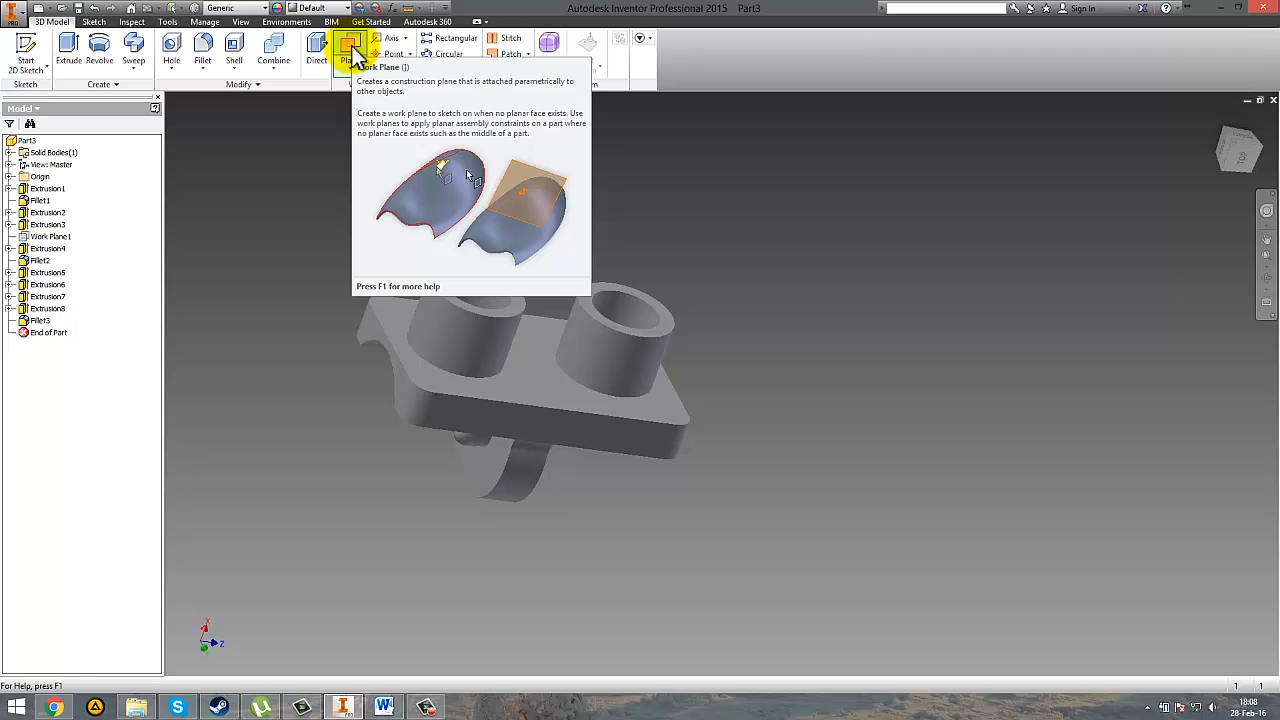 Generic
Default
Autodesk Inventor Professional 2015 Part3
Sign In
PRO
3D Model
Sketch
Inspect
Tools
Manage
View
Environments
BIM
Get Started
Autodesk 360
Start
2D Sketch
Extrude
Revolve
Sweep
Hole
Fillet
Shell
Combine
Direct
Axis
Point
Rectangular
Circular
Stitch
Patch
Sketch
Create
Modify
Work Plane (])
Creates a construction plane that is attached parametrically to
other objects.
Create a work plane to sketch on when no planar face exists. Use
work planes to apply planar assembly constraints on a part where
no planar face exists such as the middle of a part.
Press F1 for more help
Model
Part3
Solid Bodies(1)
View: Master
Origin
Extrusion1
Fillet1
Extrusion2
Extrusion3
Work Plane1
Extrusion4
Fillet2
Extrusion5
Extrusion6
Extrusion7
Extrusion8
Fillet3
End of Part
TOP
X
Z
For Help, press F1
1 1
18:08
28-Feb-16